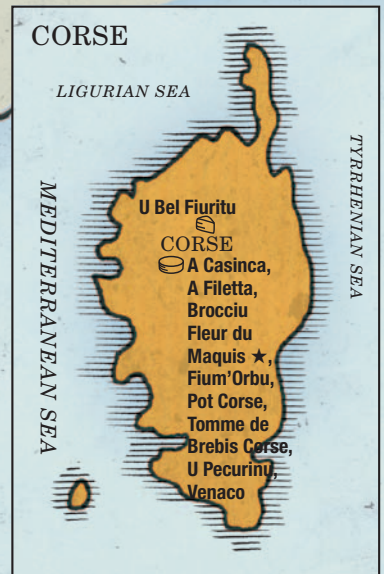 CORSE
LIGURIAN SEA
TYRRHENIAN SEA
MEDITERRANEAN SEA
U Bel Fiuritu
CORSE
A Casinca,
A Filetta,
Brocciu
Fleur du
Maquis ★,
Fium'Orbu,
Pot Corse,
Tomme de
Brebis Corse,
U Pecurinu,
Venaco